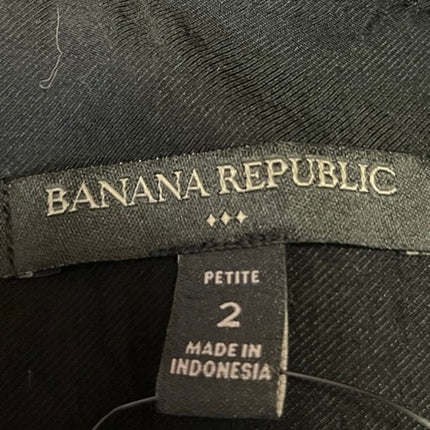 BANANA REPUBLIC
PETITE
2
MADE IN
INDONESIA